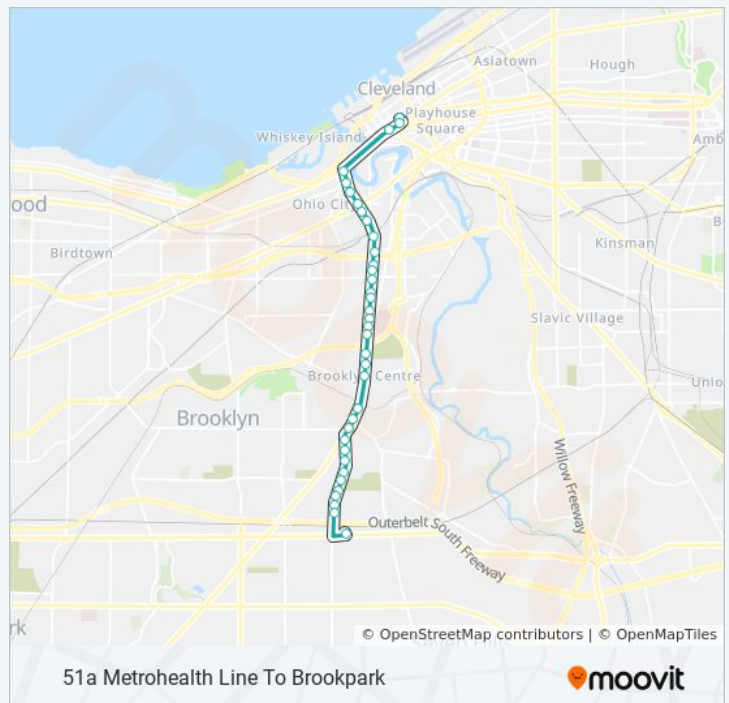 Asiatown
Hough
Cleveland
Playhouse
Square
Whiskey Island
Amb
ood
Ohio City
Birdtown
Kinsman
Slavic Village
Brooklyn Centre
Unio
Brooklyn
Willow Freeway
Outerbelt South Freeway
rk
© OpenStreetMap contributors | © OpenMapTiles
51a Metrohealth Line To Brookpark
moovit